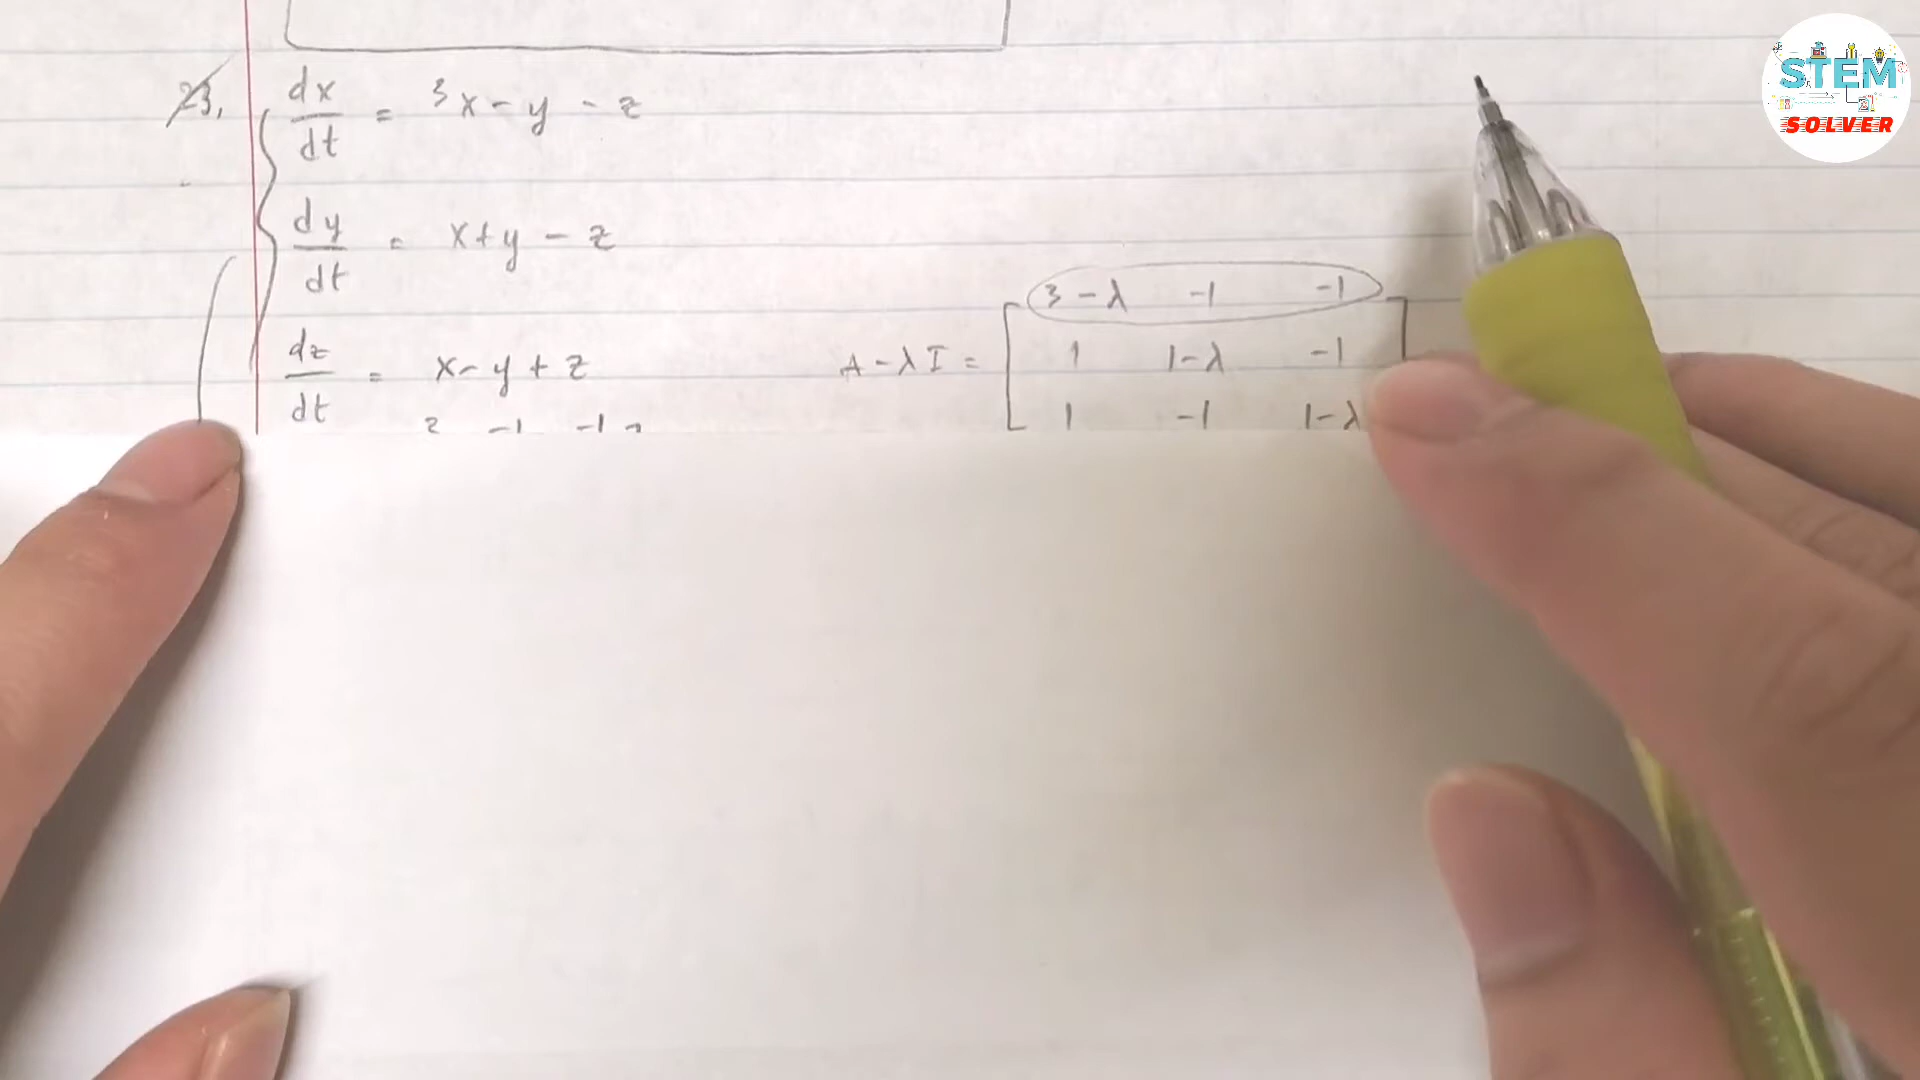 23.
dx/dt = 3x - y - z
dy/dt = x + y - z
dz/dt = x - y + z
A - λI =
3 - λ -1 -1
1 1 - λ -1
1 -1 1 - λ
STEM
SOLVER